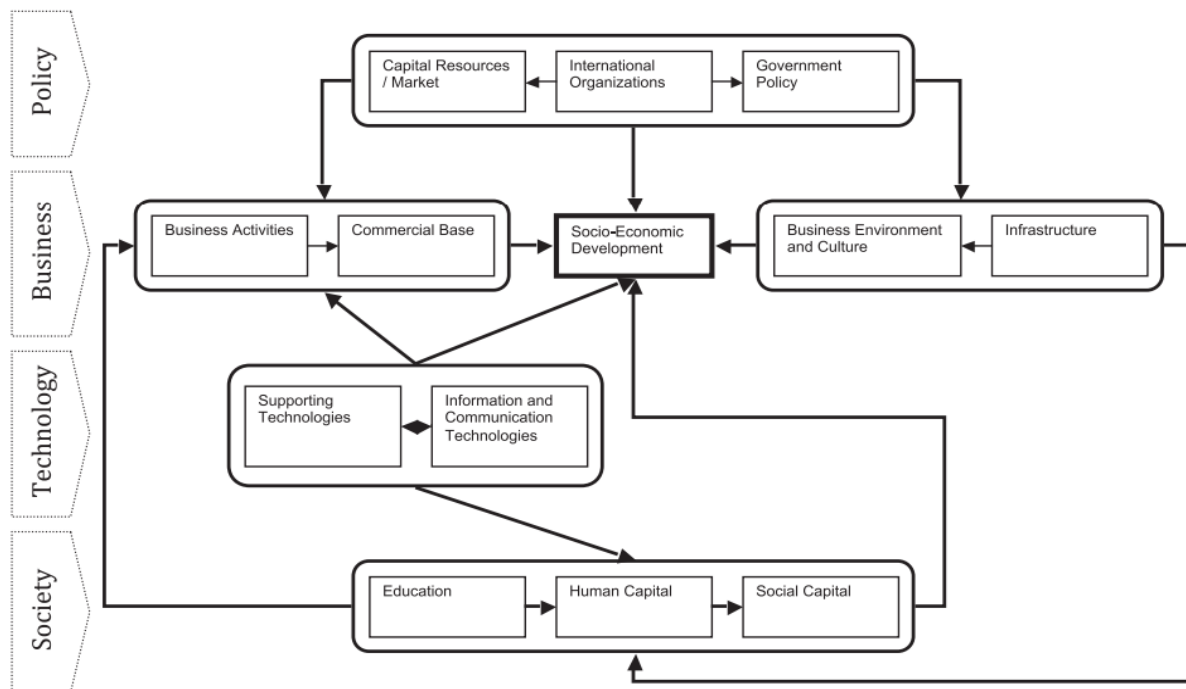 Policy
Capital Resources
/ Market
International
Organizations
Government
Policy
Business
Business Activities
Commercial Base
Socio-Economic
Development
Business Environment
and Culture
Infrastructure
Technology
Supporting
Technologies
Information and
Communication
Technologies
Society
Education
Human Capital
Social Capital